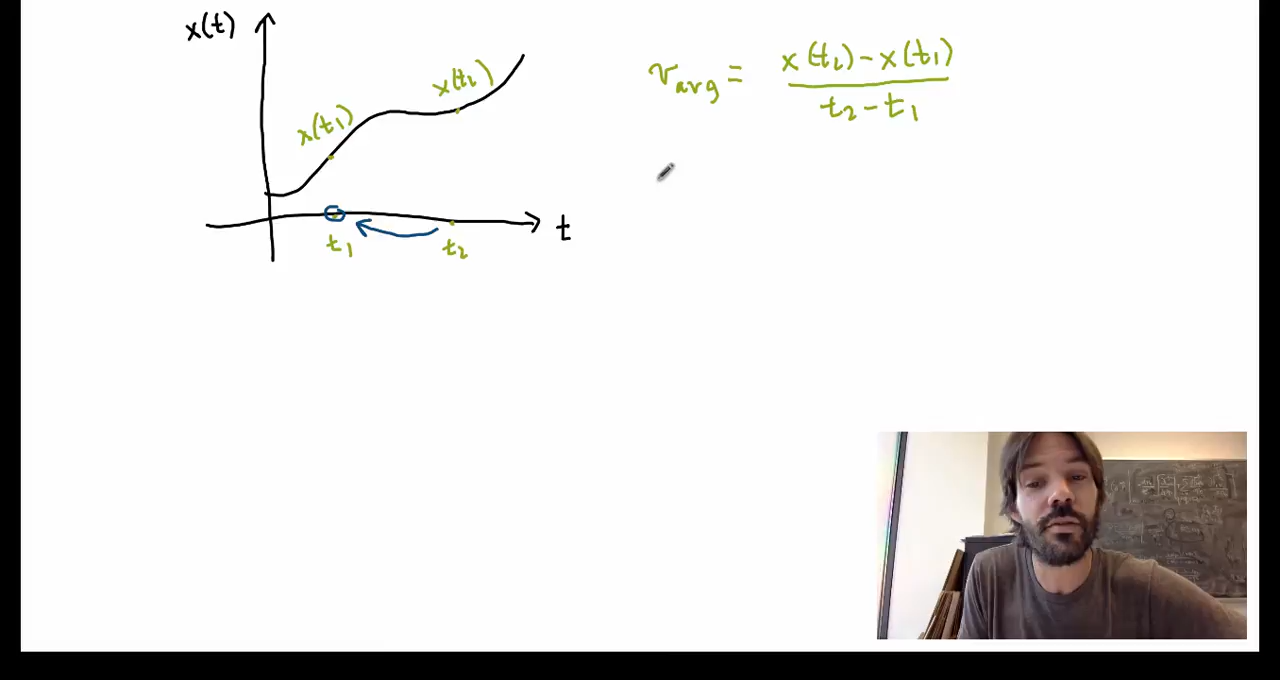 x(t)
x(t₁)
x(t₂)
t₁
t₂
t
v_avg = x(t₂) - x(t₁)
t₂ - t₁